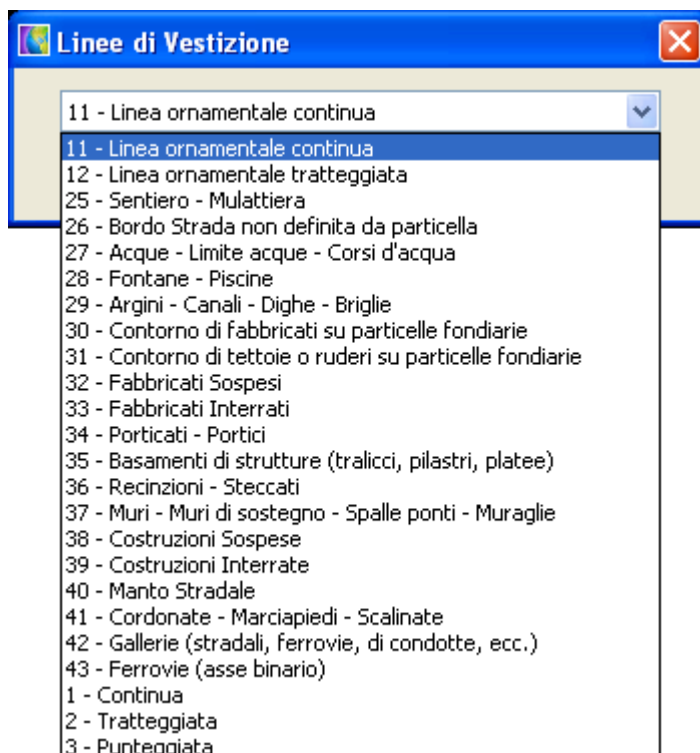 Linee di Vestizione
11 - Linea ornamentale continua
11 - Linea ornamentale continua
12 - Linea ornamentale tratteggiata
25 - Sentiero - Mulattiera
26 - Bordo Strada non definita da particella
27 - Acque - Limite acque - Corsi d'acqua
28 - Fontane - Piscine
29 - Argini - Canali - Dighe - Briglie
30 - Contorno di fabbricati su particelle fondiarie
31 - Contorno di tettoie o ruderi su particelle fondiarie
32 - Fabbricati Sospesi
33 - Fabbricati Interrati
34 - Porticati - Portici
35 - Basamenti di strutture (tralicci, pilastri, platee)
36 - Recinzioni - Steccati
37 - Muri - Muri di sostegno - Spalle ponti - Muraglie
38 - Costruzioni Sospese
39 - Costruzioni Interrate
40 - Manto Stradale
41 - Cordonate - Marciapiedi - Scalinate
42 - Gallerie (stradali, ferrovie, di condotte, ecc.)
43 - Ferrovie (asse binario)
1 - Continua
2 - Tratteggiata
3 - Punteggiata